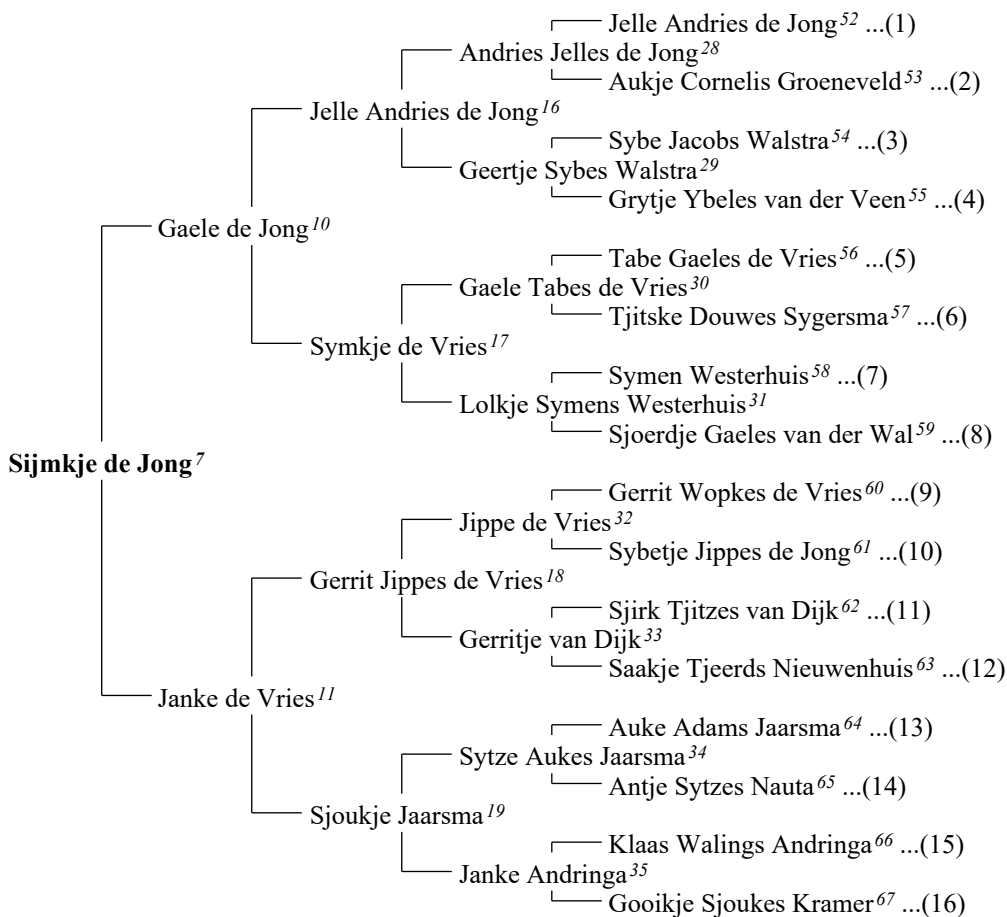 Jelle Andries de Jong52 ...(1)
Andries Jelles de Jong28
Aukje Cornelis Groeneveld53 ...(2)
Jelle Andries de Jong16
Sybe Jacobs Walstra54 ...(3)
Geertje Sybes Walstra29
Grytje Ybeles van der Veen55 ...(4)
Gaele de Jong10
Tabe Gaeles de Vries56 ...(5)
Gaele Tabes de Vries30
Tjitske Douwes Sygersma57 ...(6)
Symkje de Vries17
Symen Westerhuis58 ...(7)
Lolkje Symens Westerhuis31
Sjoerdje Gaeles van der Wal59 ...(8)
Sijmkje de Jong7
Gerrit Wopkes de Vries60 ...(9)
Jippe de Vries32
Sybetje Jippes de Jong61 ...(10)
Gerrit Jippes de Vries18
Sjirk Tjitzes van Dijk62 ...(11)
Gerritje van Dijk33
Saakje Tjeerds Nieuwenhuis63 ...(12)
Janke de Vries11
Auke Adams Jaarsma64 ...(13)
Sytze Aukes Jaarsma34
Antje Sytzes Nauta65 ...(14)
Sjoukje Jaarsma19
Klaas Walings Andringa66 ...(15)
Janke Andringa35
Gooikje Sjoukes Kramer67 ...(16)